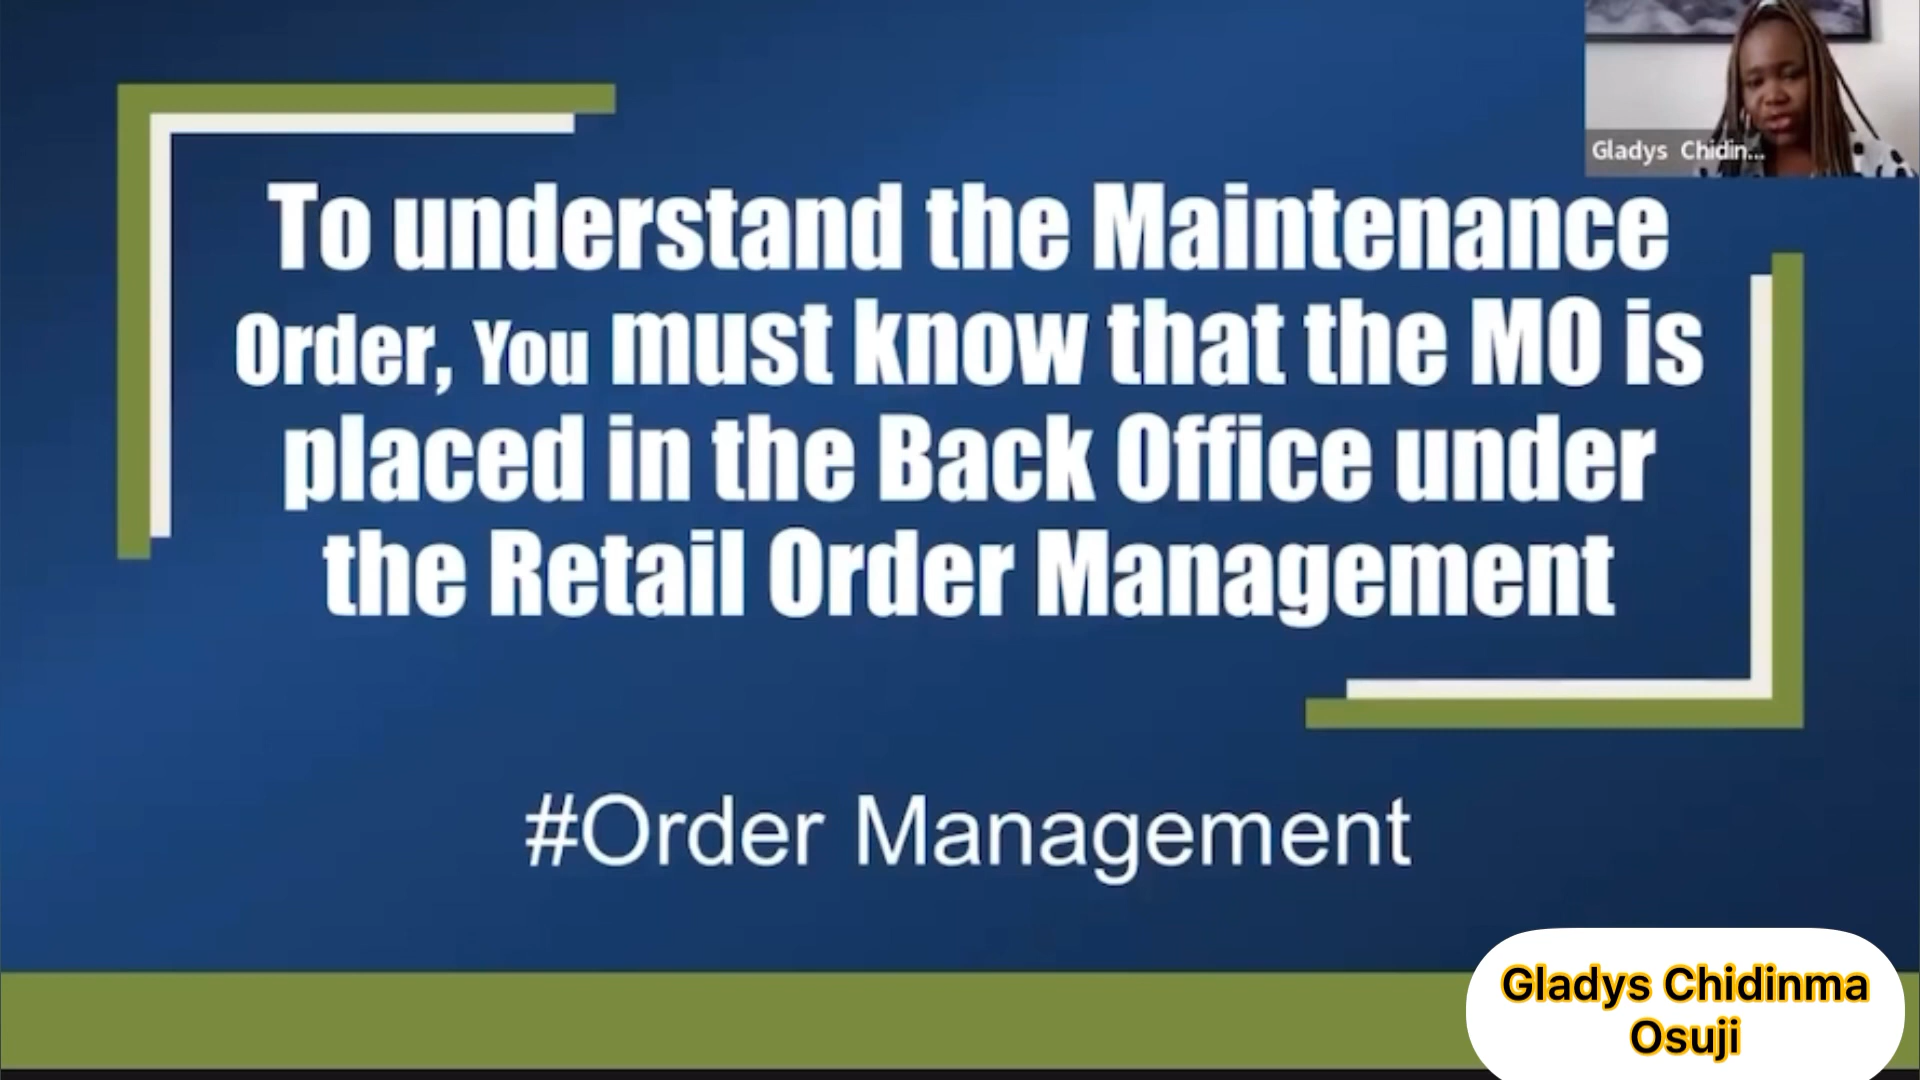 Gladys Chidin...
To understand the Maintenance
Order, You must know that the MO is
placed in the Back Office under
the Retail Order Management
#Order Management
Gladys Chidinma
Osuji